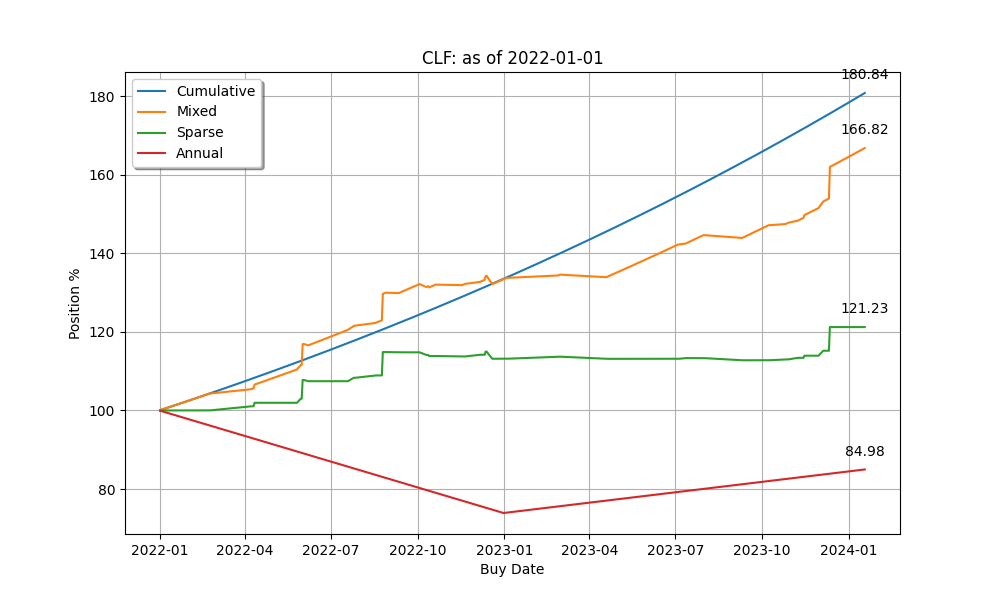 CLF: as of 2022-01-01
180.84
166.82
121.23
84.98
Cumulative
Mixed
Sparse
Annual
180
160
140
120
100
80
Position %
2022-01 2022-04 2022-07 2022-10 2023-01 2023-04 2023-07 2023-10 2024-01
Buy Date